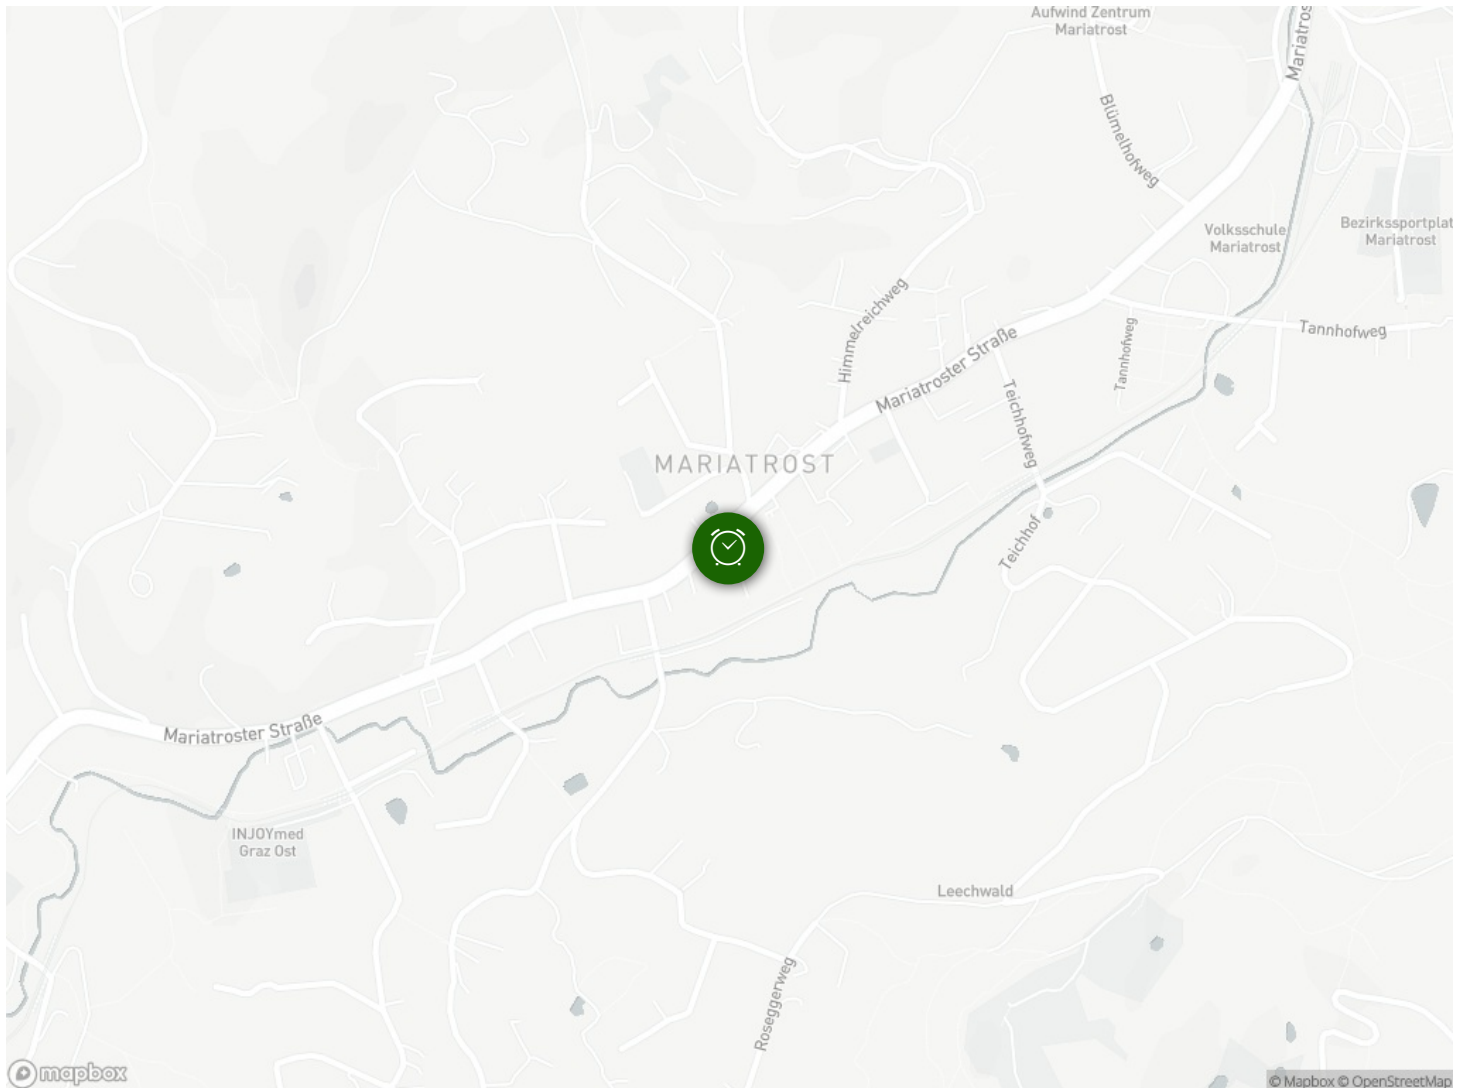 Aufwind Zentrum
Mariatrost
Mariatros
Blümelhofweg
Volksschule
Mariatrost
Bezirkssportplat
Mariatrost
Himmelreichweg
Tannhofweg
Tannhofweg
Mariatroster Straße
Teichhofweg
MARIATROST
Teichhof
Mariatroster Straße
INJOYmed
Graz Ost
Leechwald
Roseggerweg
mapbox
© Mapbox © OpenStreetMap